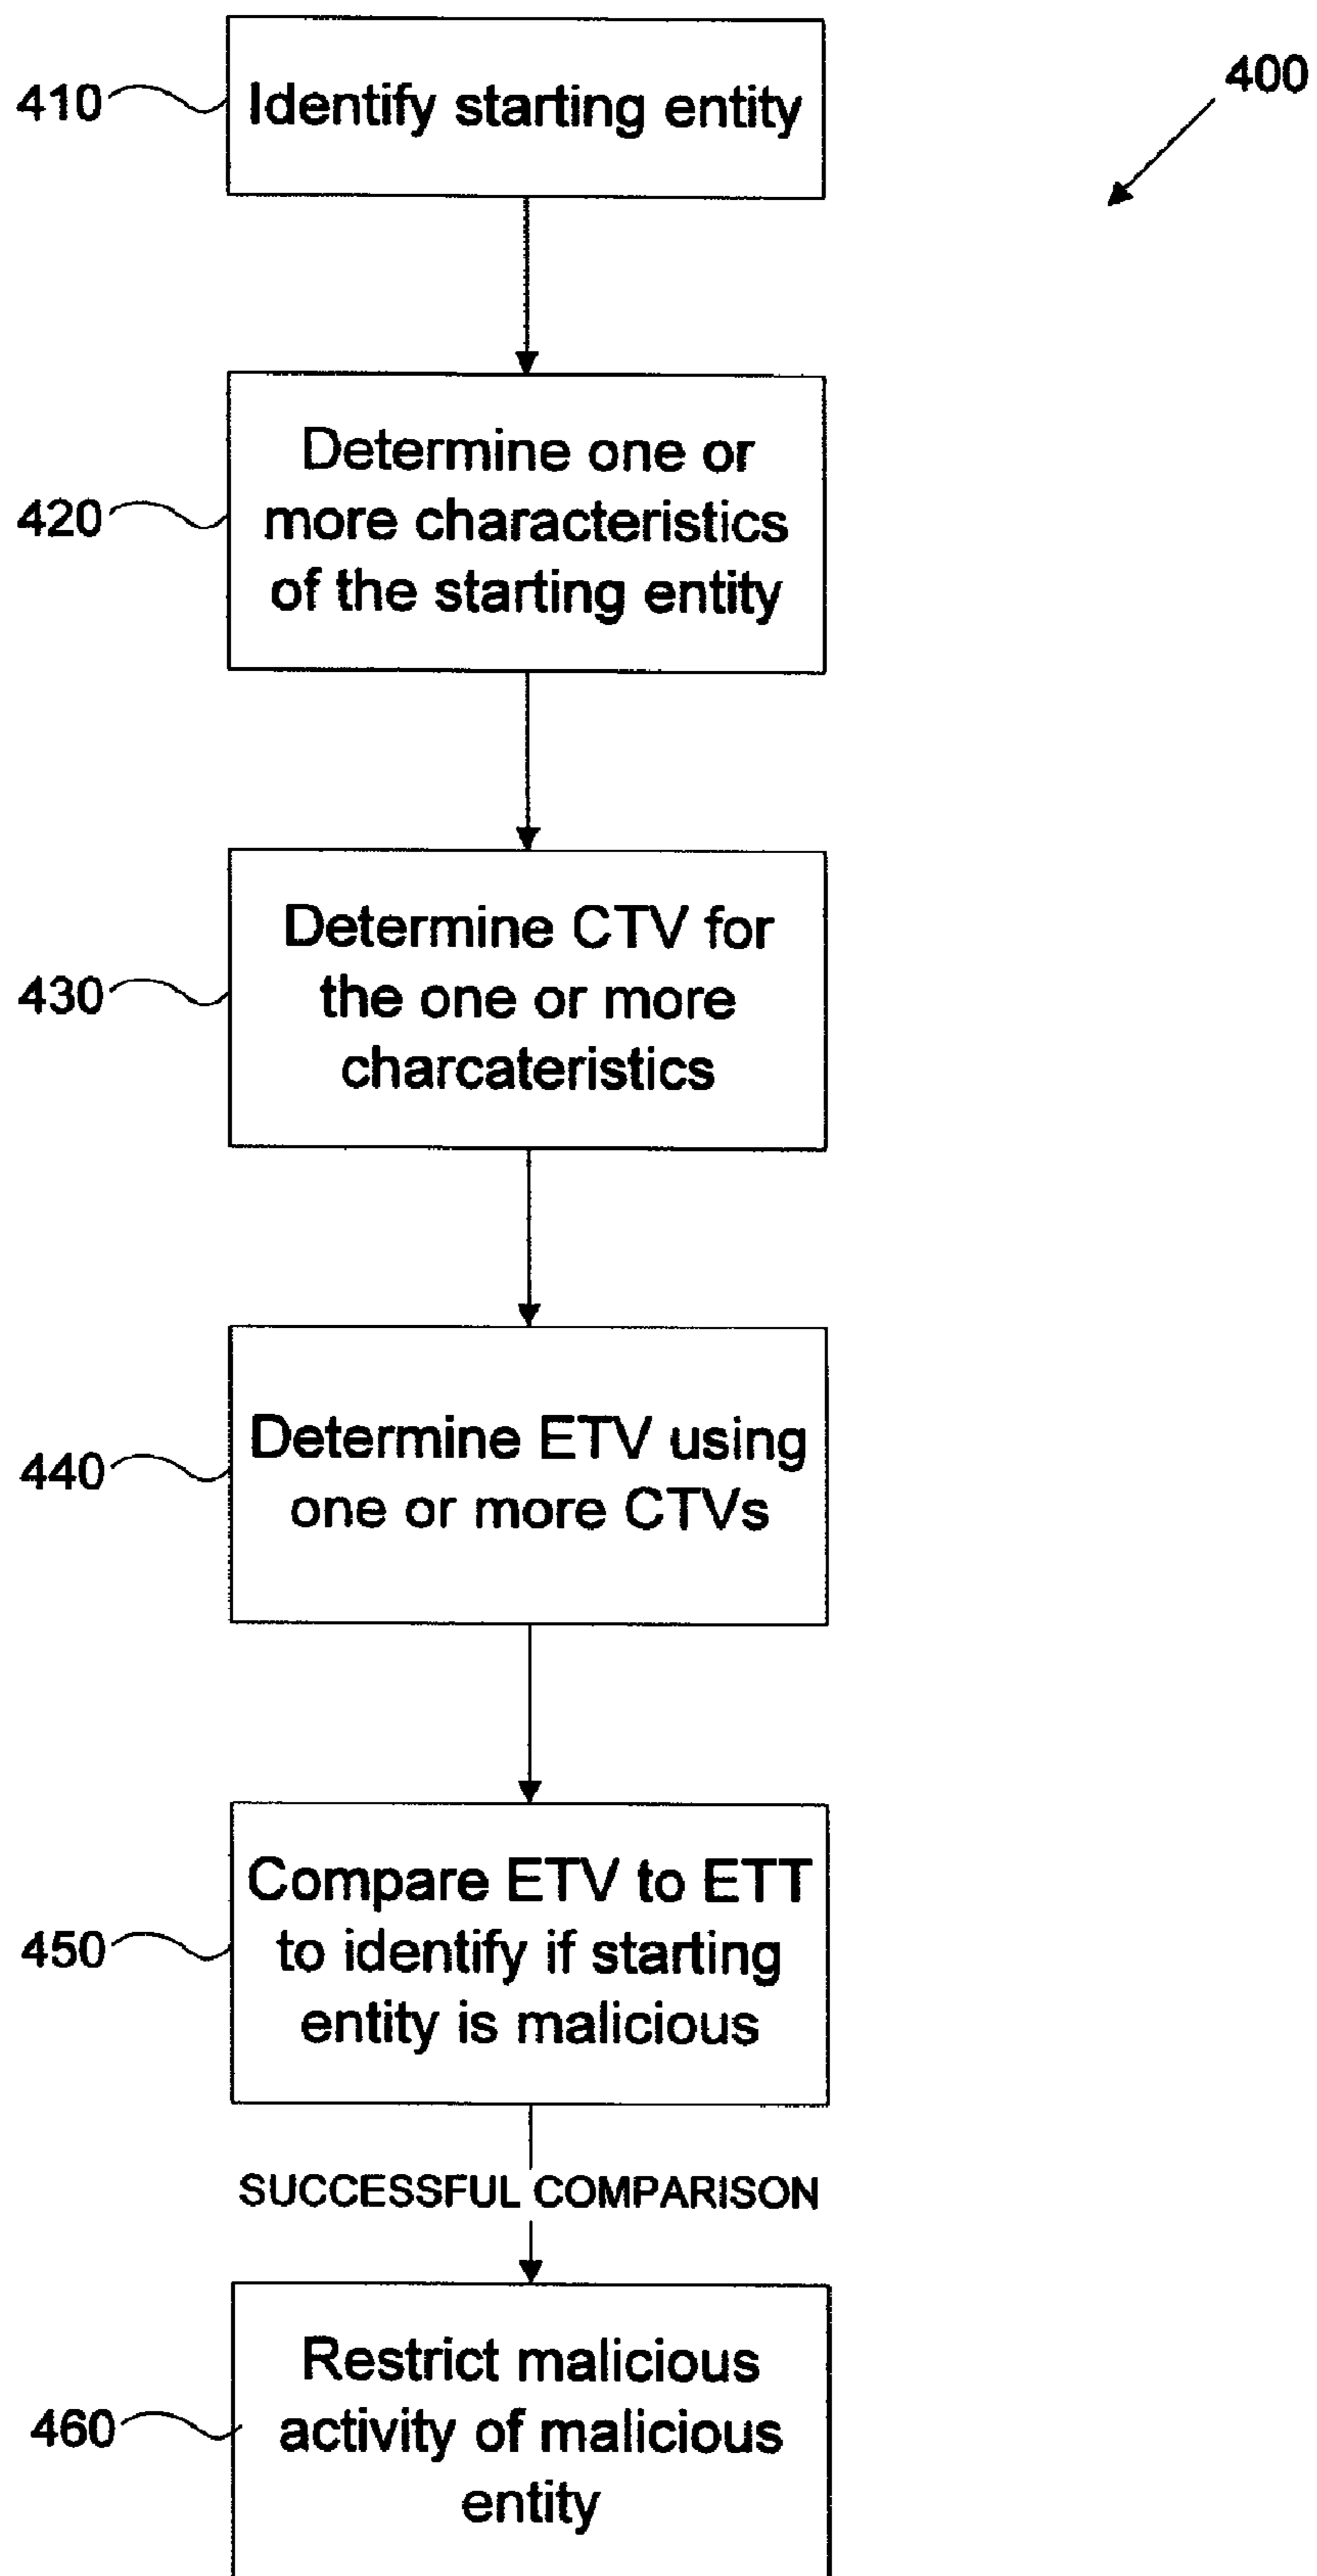 400
410
Identify starting entity
420
Determine one or
more characteristics
of the starting entity
430
Determine CTV for
the one or more
charcateristics
440
Determine ETV using
one or more CTVs
450
Compare ETV to ETT
to identify if starting
entity is malicious
SUCCESSFUL COMPARISON
460
Restrict malicious
activity of malicious
entity